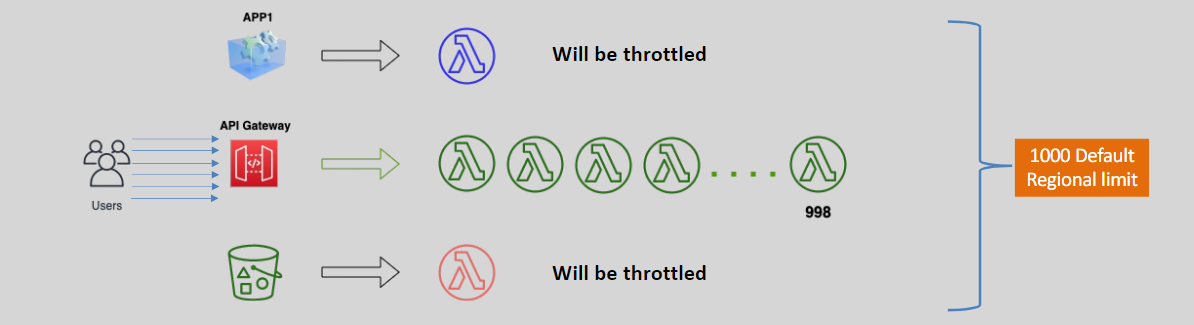 APP1
Will be throttled
API Gateway
Users
998
1000 Default
Regional limit
Will be throttled